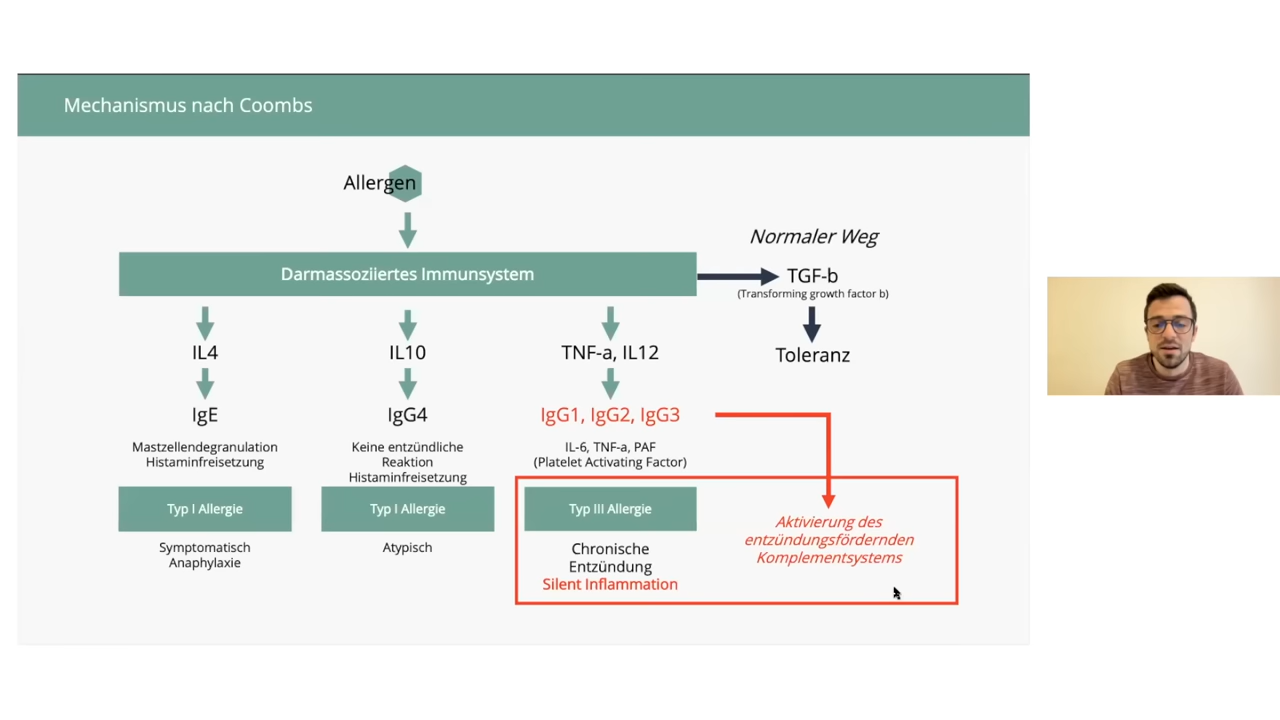 Mechanismus nach Coombs
Allergen
Normaler Weg
Darmassoziiertes Immunsystem
TGF-b
(Transforming growth factor b)
IL4
IL10
TNF-a, IL12
Toleranz
IgE
IgG4
IgG1, IgG2, IgG3
Mastzellendegranulation
Histaminfreisetzung
Keine entzündliche
Reaktion
Histaminfreisetzung
IL-6, TNF-a, PAF
(Platelet Activating Factor)
Typ I Allergie
Typ I Allergie
Typ III Allergie
Symptomatisch
Anaphylaxie
Atypisch
Chronische
Entzündung
Silent Inflammation
Aktivierung des
entzündungsfördernden
Komplementsystems